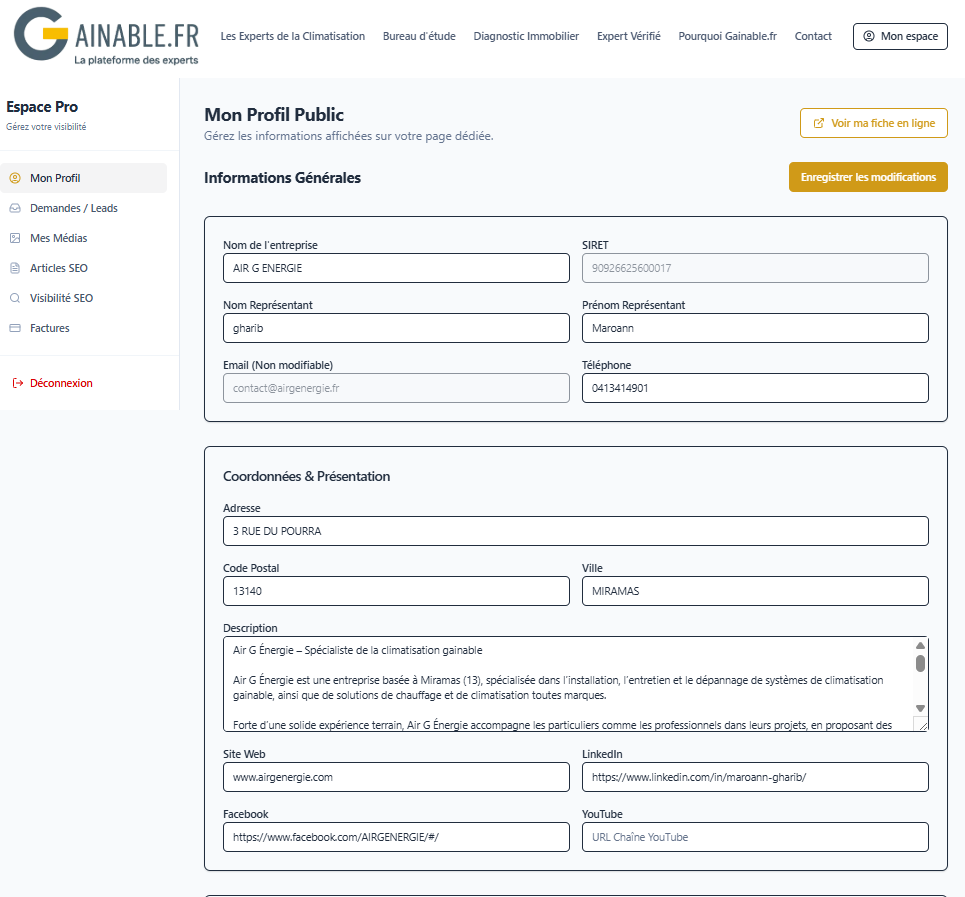 GAINABLE.FR
La plateforme des experts
Les Experts de la Climatisation
Bureau d'étude
Diagnostic Immobilier
Expert Vérifié
Pourquoi Gainable.fr
Contact
Mon espace
Espace Pro
Gérez votre visibilité
Mon Profil
Demandes / Leads
Mes Médias
Articles SEO
Visibilité SEO
Factures
Déconnexion
Mon Profil Public
Gérez les informations affichées sur votre page dédiée.
Voir ma fiche en ligne
Informations Générales
Enregistrer les modifications
Nom de l'entreprise
AIR G ENERGIE
SIRET
90926625600017
Nom Représentant
gharib
Prénom Représentant
Maroann
Email (Non modifiable)
contact@airgenergie.fr
Téléphone
0413414901
Coordonnées & Présentation
Adresse
3 RUE DU POURRA
Code Postal
13140
Ville
MIRAMAS
Description
Air G Énergie – Spécialiste de la climatisation gainable
Air G Énergie est une entreprise basée à Miramas (13), spécialisée dans l'installation, l'entretien et le dépannage de systèmes de climatisation
gainable, ainsi que de solutions de chauffage et de climatisation toutes marques.
Forte d'une solide expérience terrain, Air G Énergie accompagne les particuliers comme les professionnels dans leurs projets, en proposant des
Site Web
www.airgenergie.com
LinkedIn
https://www.linkedin.com/in/maroann-gharib/
Facebook
https://www.facebook.com/AIRGENERGIE/#/
YouTube
URL Chaîne YouTube